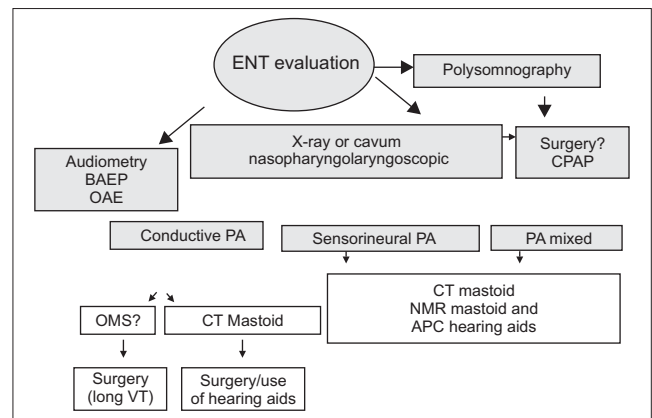 ENT evaluation
Polysomnography
X-ray or cavum
nasopharyngolaryngoscopic
Surgery?
CPAP
Audiometry
BAEP
OAE
Conductive PA
Sensorineural PA
PA mixed
CT mastoid
NMR mastoid and
APC hearing aids
OMS?
CT Mastoid
Surgery
(long VT)
Surgery/use
of hearing aids